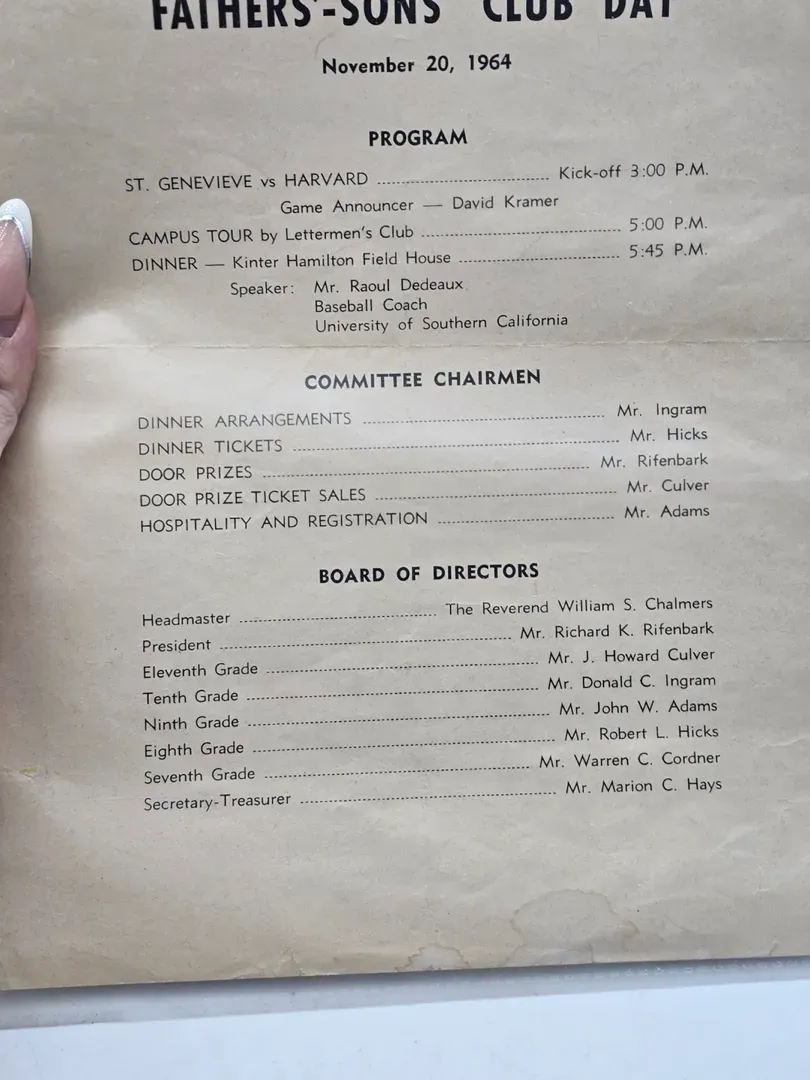 FATHERS'-SONS' CLUB DAY
November 20, 1964
PROGRAM
ST. GENEVIEVE vs HARVARD ........ Kick-off 3:00 P.M.
Game Announcer — David Kramer
CAMPUS TOUR by Lettermen's Club ........ 5:00 P.M.
DINNER — Kinter Hamilton Field House ........ 5:45 P.M.
Speaker: Mr. Raoul Dedeaux
Baseball Coach
University of Southern California
COMMITTEE CHAIRMEN
DINNER ARRANGEMENTS ........ Mr. Ingram
DINNER TICKETS ........ Mr. Hicks
DOOR PRIZES ........ Mr. Rifenbark
DOOR PRIZE TICKET SALES ........ Mr. Culver
HOSPITALITY AND REGISTRATION ........ Mr. Adams
BOARD OF DIRECTORS
Headmaster ........ The Reverend William S. Chalmers
President ........ Mr. Richard K. Rifenbark
Eleventh Grade ........ Mr. J. Howard Culver
Tenth Grade ........ Mr. Donald C. Ingram
Ninth Grade ........ Mr. John W. Adams
Eighth Grade ........ Mr. Robert L. Hicks
Seventh Grade ........ Mr. Warren C. Cordner
Secretary-Treasurer ........ Mr. Marion C. Hays